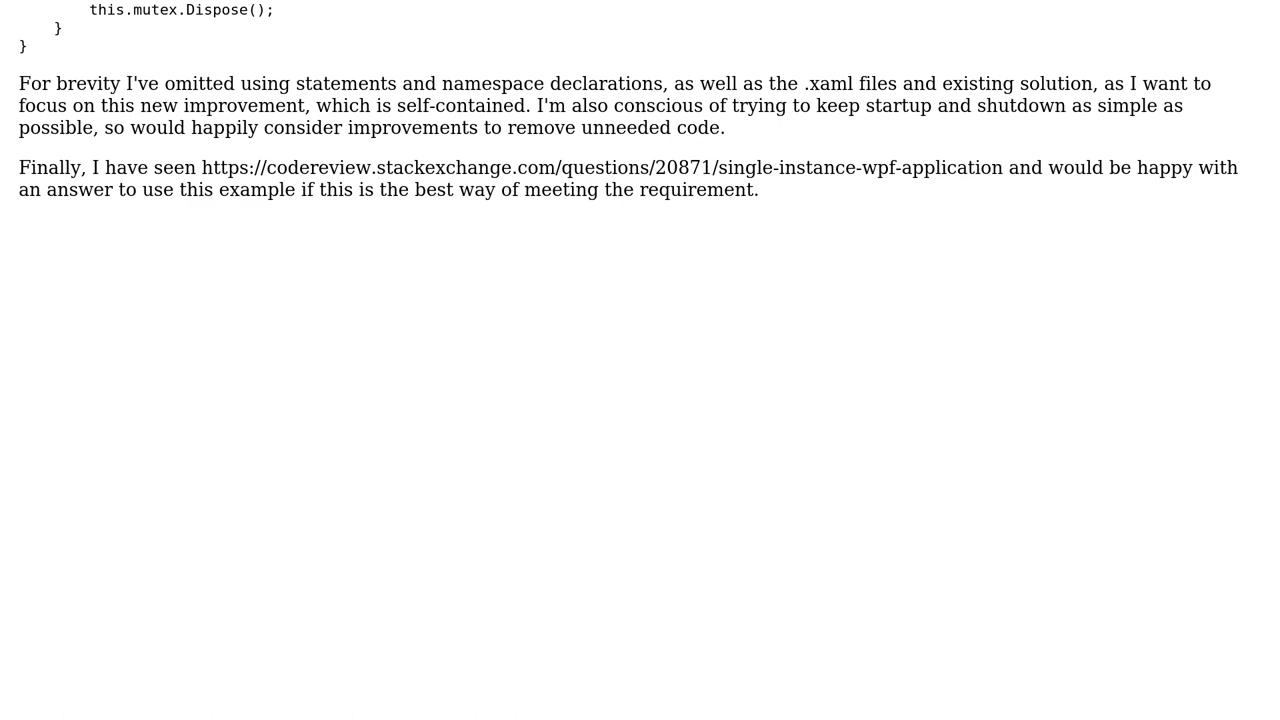 this.mutex.Dispose();
    }
}
For brevity I've omitted using statements and namespace declarations, as well as the .xaml files and existing solution, as I want to
focus on this new improvement, which is self-contained. I'm also conscious of trying to keep startup and shutdown as simple as
possible, so would happily consider improvements to remove unneeded code.
Finally, I have seen https://codereview.stackexchange.com/questions/20871/single-instance-wpf-application and would be happy with
an answer to use this example if this is the best way of meeting the requirement.